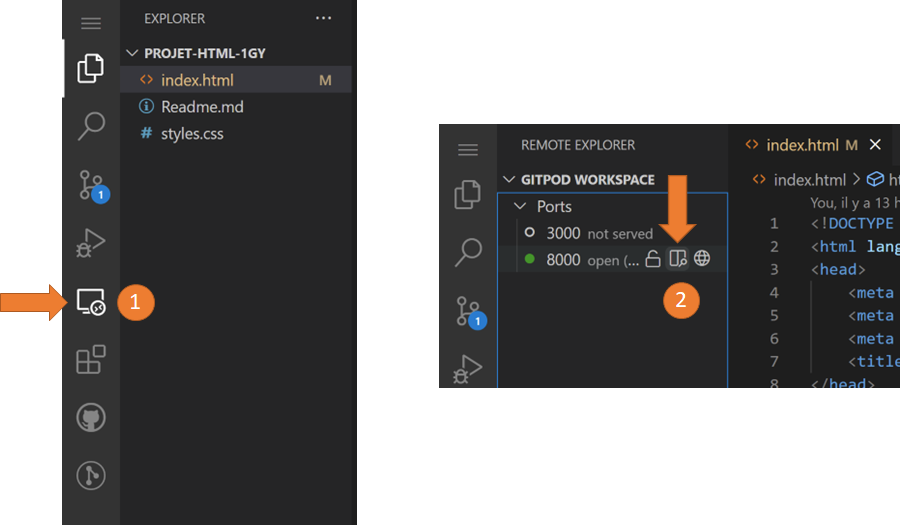 EXPLORER ...
PROJET-HTML-1GY
<> index.html M
Readme.md
# styles.css
1
1
REMOTE EXPLORER
GITPOD WORKSPACE
Ports
3000 not served
8000 open (...
2
1
<> index.html M
<> index.html > ht
You, il y a 13 h
1 <!DOCTYPE
2 <html lang
3 <head>
4 <meta
5 <meta
6 <meta
7 <title
8 </head>